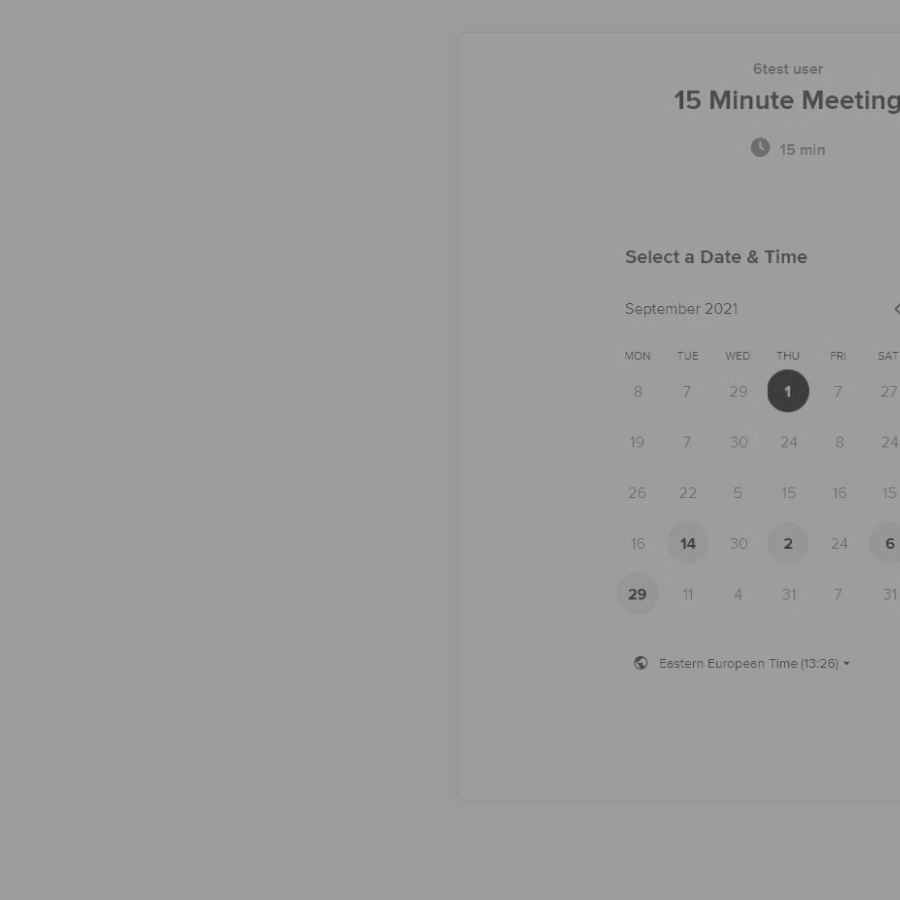 6test user
15 Minute Meeting
15 min
Select a Date & Time
September 2021
MON TUE WED THU FRI SAT
8 7 29 1 7 27
19 7 30 24 8 24
26 22 5 15 16 15
16 14 30 2 24 6
29 11 4 31 7 31
Eastern European Time (13:26)